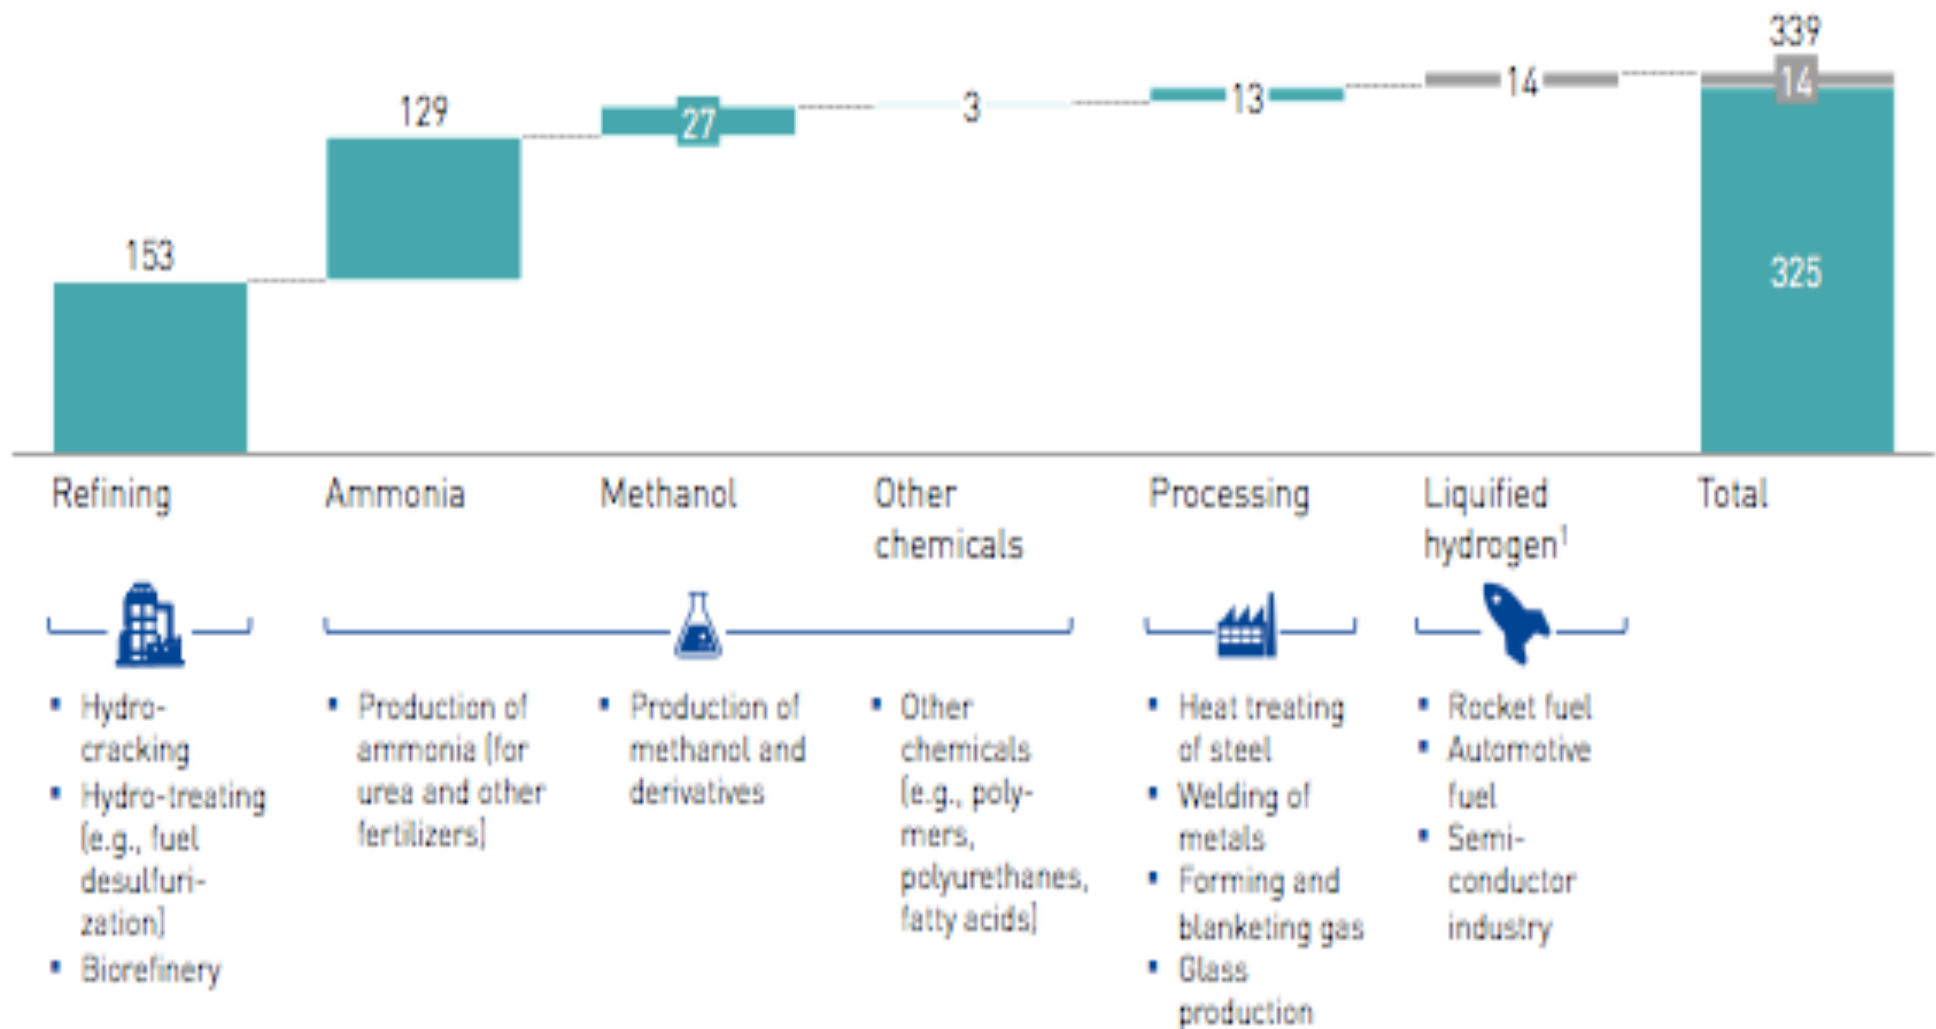 339
14
129
27
3
13
14
153
325
Refining
Ammonia
Methanol
Other
chemicals
Processing
Liquified
hydrogen¹
Total
▪ Hydro-
cracking
▪ Hydro-treating
(e.g., fuel
desulfuri-
zation)
▪ Biorefinery
▪ Production of
ammonia (for
urea and other
fertilizers)
▪ Production of
methanol and
derivatives
▪ Other
chemicals
(e.g., poly-
mers,
polyurethanes,
fatty acids)
▪ Heat treating
of steel
▪ Welding of
metals
▪ Forming and
blanketing gas
▪ Glass
production
▪ Rocket fuel
▪ Automotive
fuel
▪ Semi-
conductor
industry